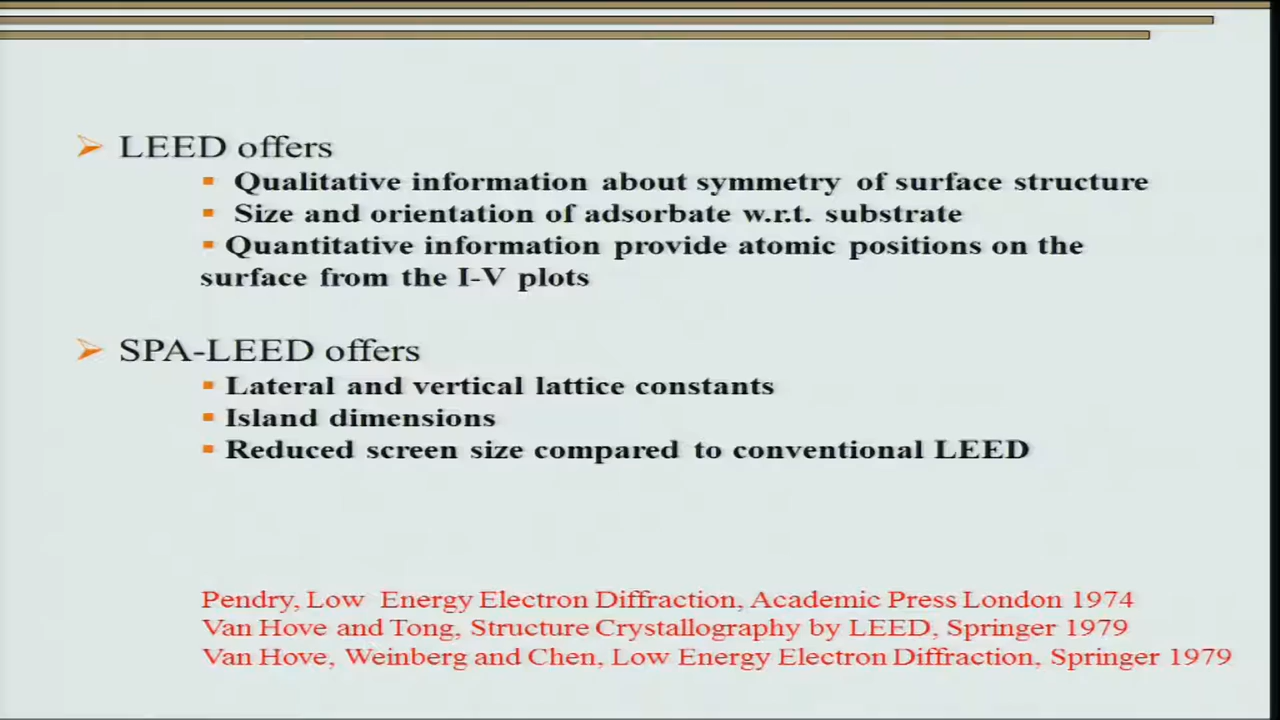 LEED offers
Qualitative information about symmetry of surface structure
Size and orientation of adsorbate w.r.t. substrate
Quantitative information provide atomic positions on the
surface from the I-V plots
SPA-LEED offers
Lateral and vertical lattice constants
Island dimensions
Reduced screen size compared to conventional LEED
Pendry, Low Energy Electron Diffraction, Academic Press London 1974
Van Hove and Tong, Structure Crystallography by LEED, Springer 1979
Van Hove, Weinberg and Chen, Low Energy Electron Diffraction, Springer 1979